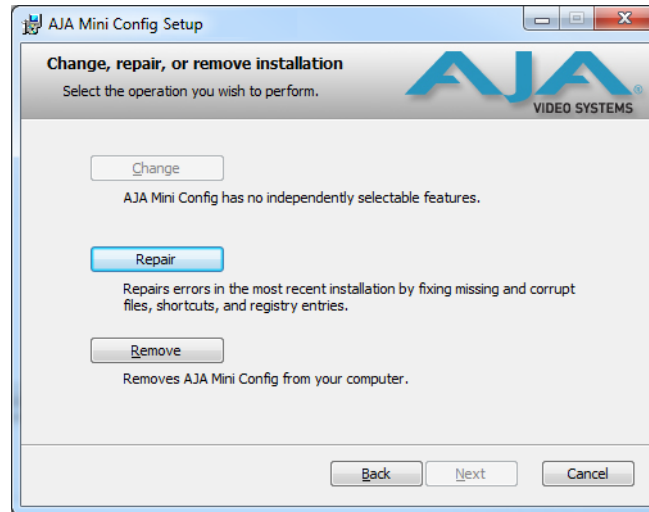 AJA Mini Config Setup
Change, repair, or remove installation
Select the operation you wish to perform.
AJA
VIDEO SYSTEMS
Change
AJA Mini Config has no independently selectable features.
Repair
Repairs errors in the most recent installation by fixing missing and corrupt
files, shortcuts, and registry entries.
Remove
Removes AJA Mini Config from your computer.
Back
Next
Cancel